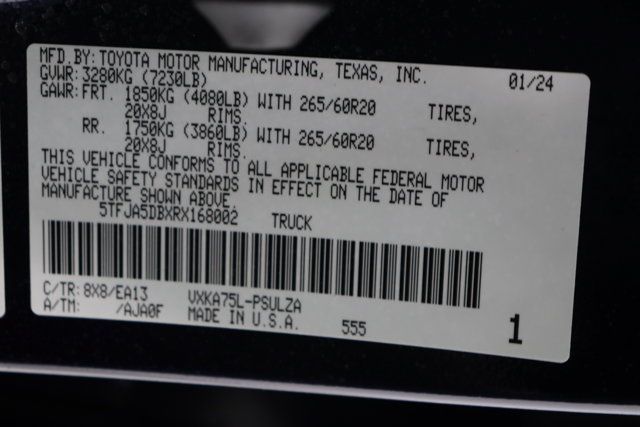 MFD.BY:TOYOTA MOTOR MANUFACTURING, TEXAS, INC. 01/24
GVWR: 3280KG (7230LB)
GAWR:FRT. 1850KG (4080LB) WITH 265/60R20 TIRES,
20X8J RIMS.
RR. 1750KG (3860LB) WITH 265/60R20 TIRES,
20X8J RIMS.
THIS VEHICLE CONFORMS TO ALL APPLICABLE FEDERAL MOTOR
VEHICLE SAFETY STANDARDS IN EFFECT ON THE DATE OF
MANUFACTURE SHOWN ABOVE.
5TFJA5DBXRX168002 TRUCK
C/TR: 8X8/EA13 VXKA75L-PSULZA
A/TM: /AJA0F MADE IN U.S.A. 555 1